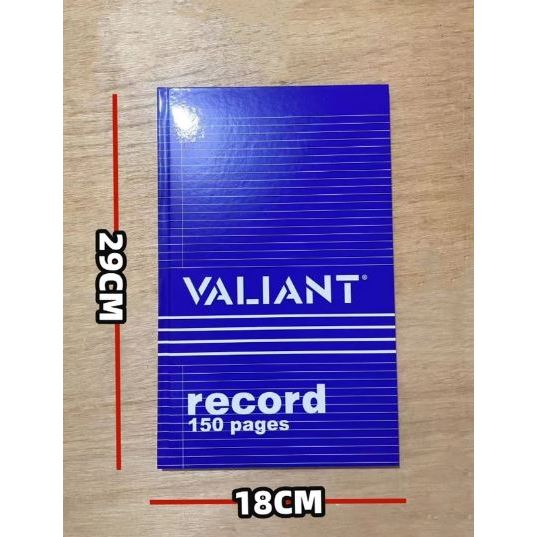 29CM
VALIANT®
record
150 pages
18CM